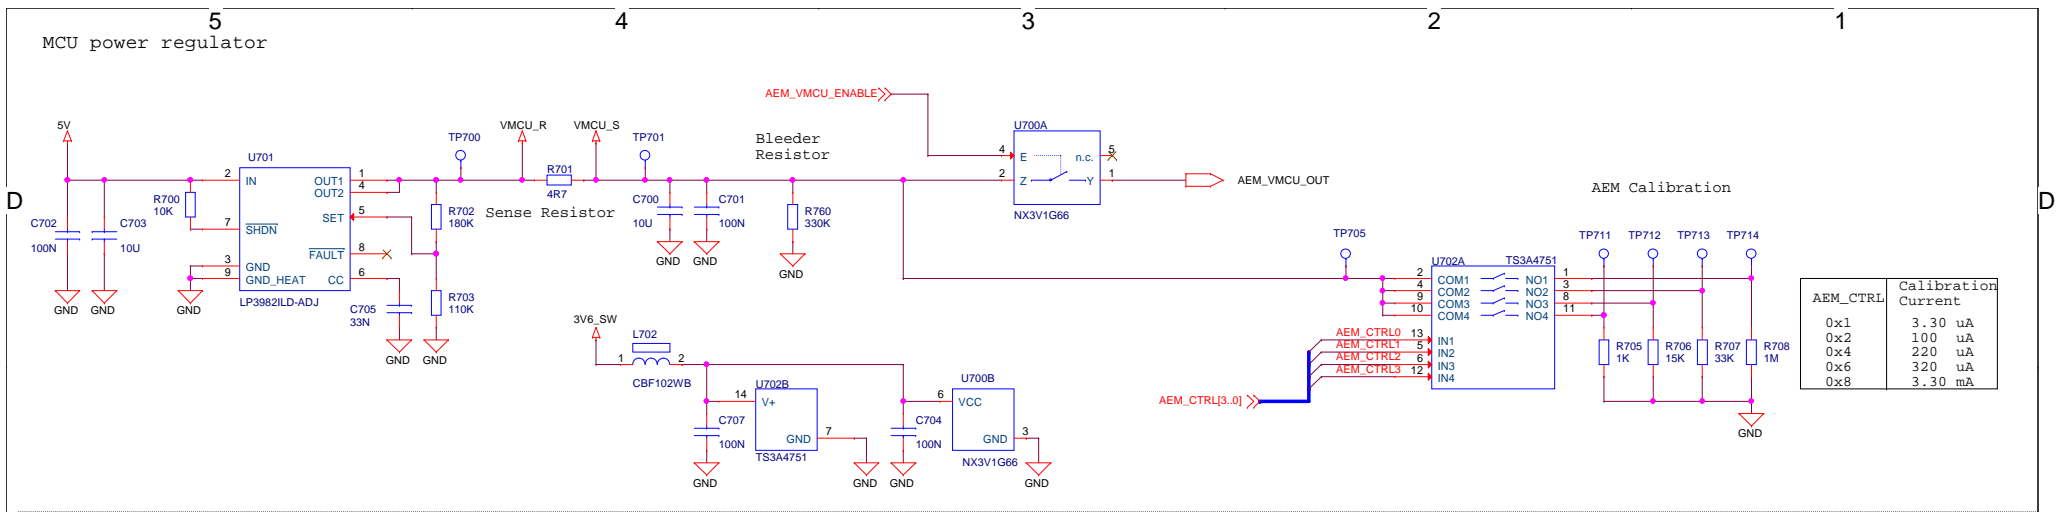 5 4 3 2 1
MCU power regulator
D D
5V
U701
2 IN
OUT1 1
OUT2 4
SET 5
7 SHDN
FAULT 8
3 GND
9 GND_HEAT
CC 6
LP3982ILD-ADJ
R700
10K
C702
100N
C703
10U
GND
GND
GND
TP700
VMCU_R
VMCU_S
TP701
R701
4R7
Sense Resistor
R702
180K
R703
110K
C705
33N
GND
GND
C700
10U
C701
100N
GND
GND
Bleeder
Resistor
R760
330K
GND
AEM_VMCU_ENABLE
U700A
4 E
n.c. 5
2 Z
Y 1
NX3V1G66
AEM_VMCU_OUT
3V6_SW
L702
1 2
CBF102WB
U702B
14 V+
GND 7
TS3A4751
C707
100N
GND
GND
U700B
6 VCC
GND 3
NX3V1G66
C704
100N
GND
GND
AEM Calibration
TP705
U702A TS3A4751
2 COM1 NO1 1
4 COM2 NO2 3
9 COM3 NO3 8
10 COM4 NO4 11
AEM_CTRL0 13 IN1
AEM_CTRL1 5 IN2
AEM_CTRL2 6 IN3
AEM_CTRL3 12 IN4
AEM_CTRL[3..0]
TP711 TP712 TP713 TP714
R705
1K
R706
15K
R707
33K
R708
1M
GND
AEM_CTRL Calibration
Current
0x1 3.30 uA
0x2 100 uA
0x4 220 uA
0x6 320 uA
0x8 3.30 mA